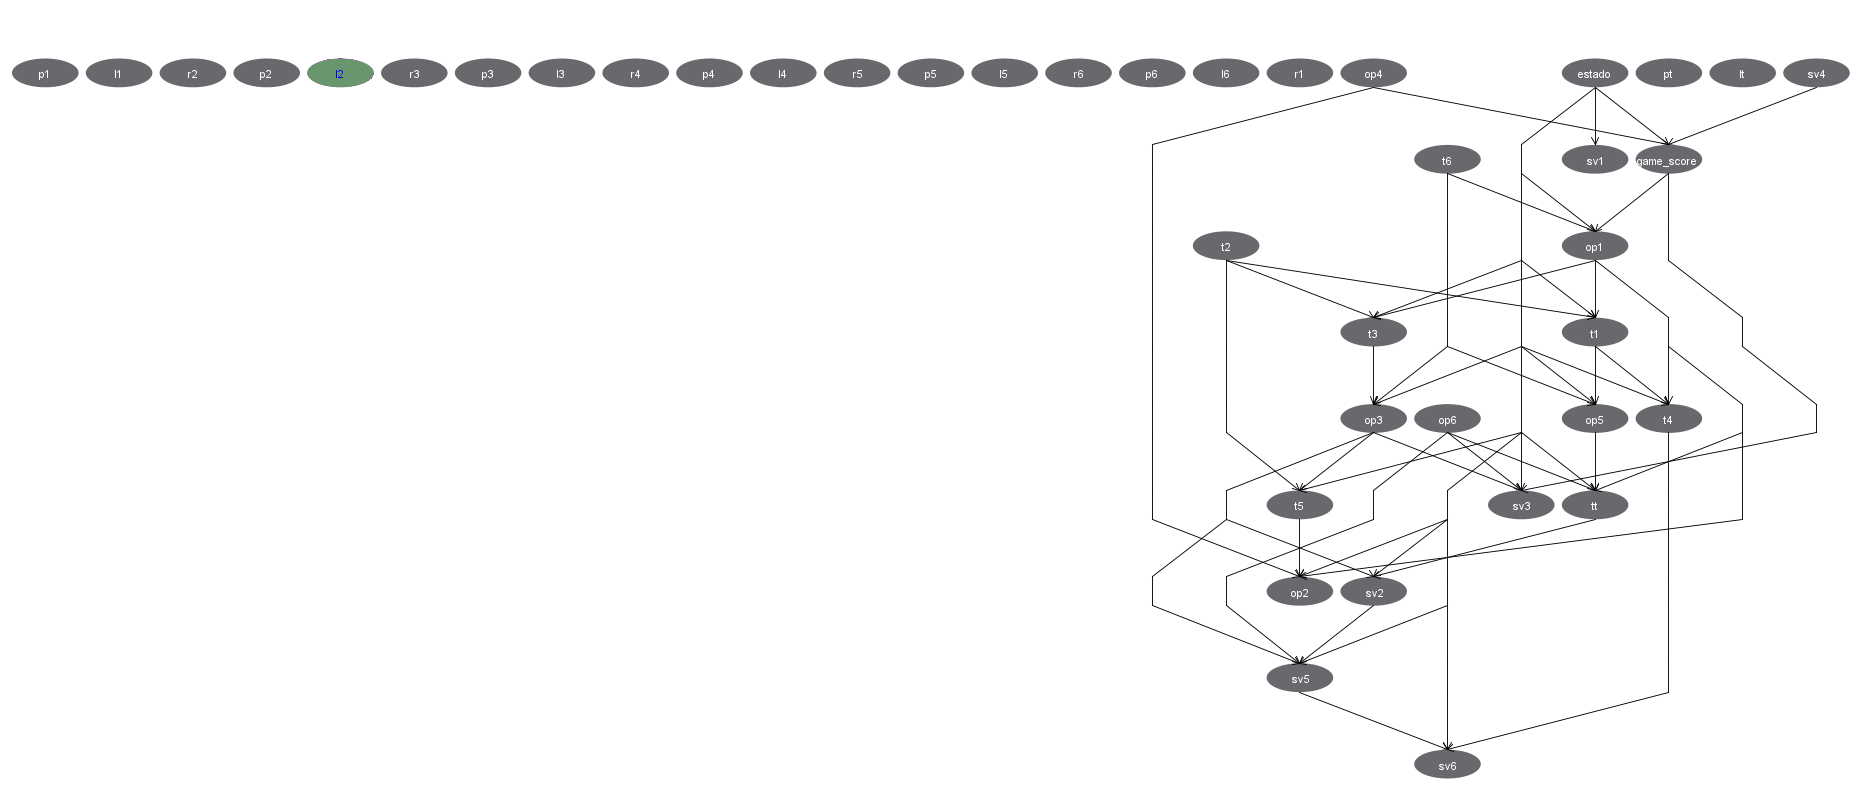 p1 l1 r2 p2 l2 r3 p3 l3 r4 p4 l4 r5 p5 l5 r6 p6 l6 r1 op4 estado pt lt sv4
t6 sv1 game_score
t2 op1
t3 t1
op3 op6 op5 t4
t5 sv3 tt
op2 sv2
sv5
sv6